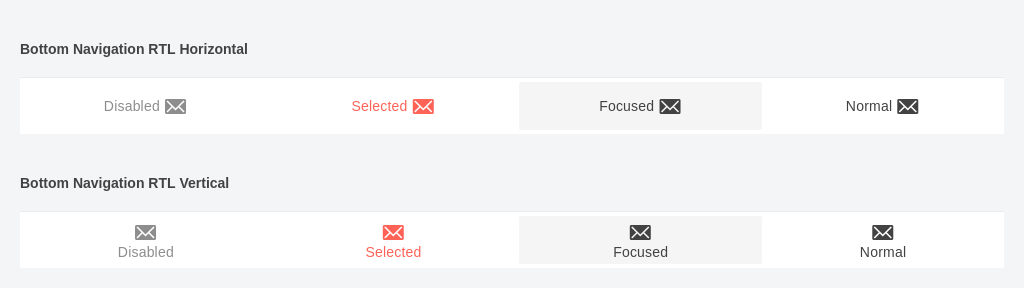 Bottom Navigation RTL Horizontal
Disabled Selected Focused Normal
Bottom Navigation RTL Vertical
Disabled Selected Focused Normal